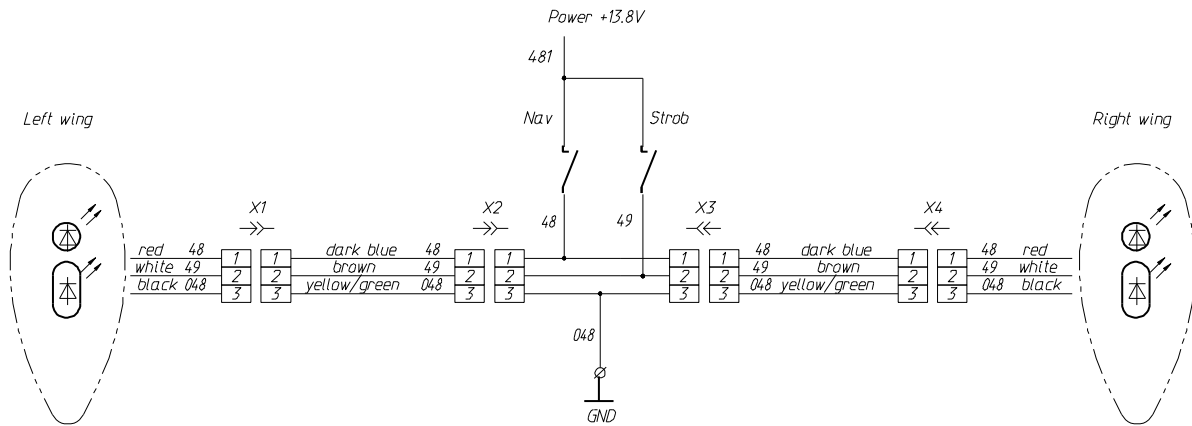 Power +13.8V
481
Left wing
Nav
Strob
Right wing
X1
X2
48
49
X3
X4
red 48 1 1 dark blue 48 1 1 1 1 48 dark blue 1 1 48 red
white 49 2 2 brown 49 2 2 2 2 49 brown 2 2 49 white
black 048 3 3 yellow/green 048 3 3 3 3 048 yellow/green 3 3 048 black
048
GND